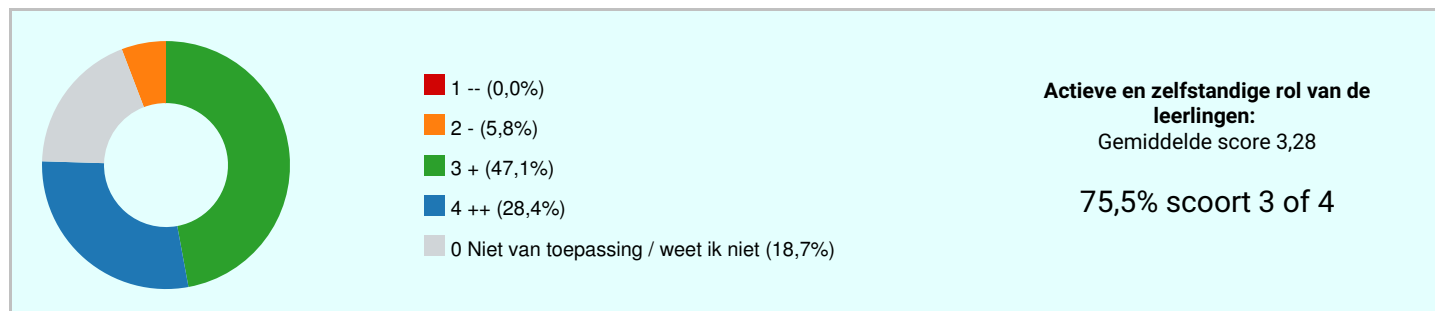 1 -- (0,0%)
2 - (5,8%)
3 + (47,1%)
4 ++ (28,4%)
0 Niet van toepassing / weet ik niet (18,7%)
Actieve en zelfstandige rol van de
leerlingen:
Gemiddelde score 3,28
75,5% scoort 3 of 4